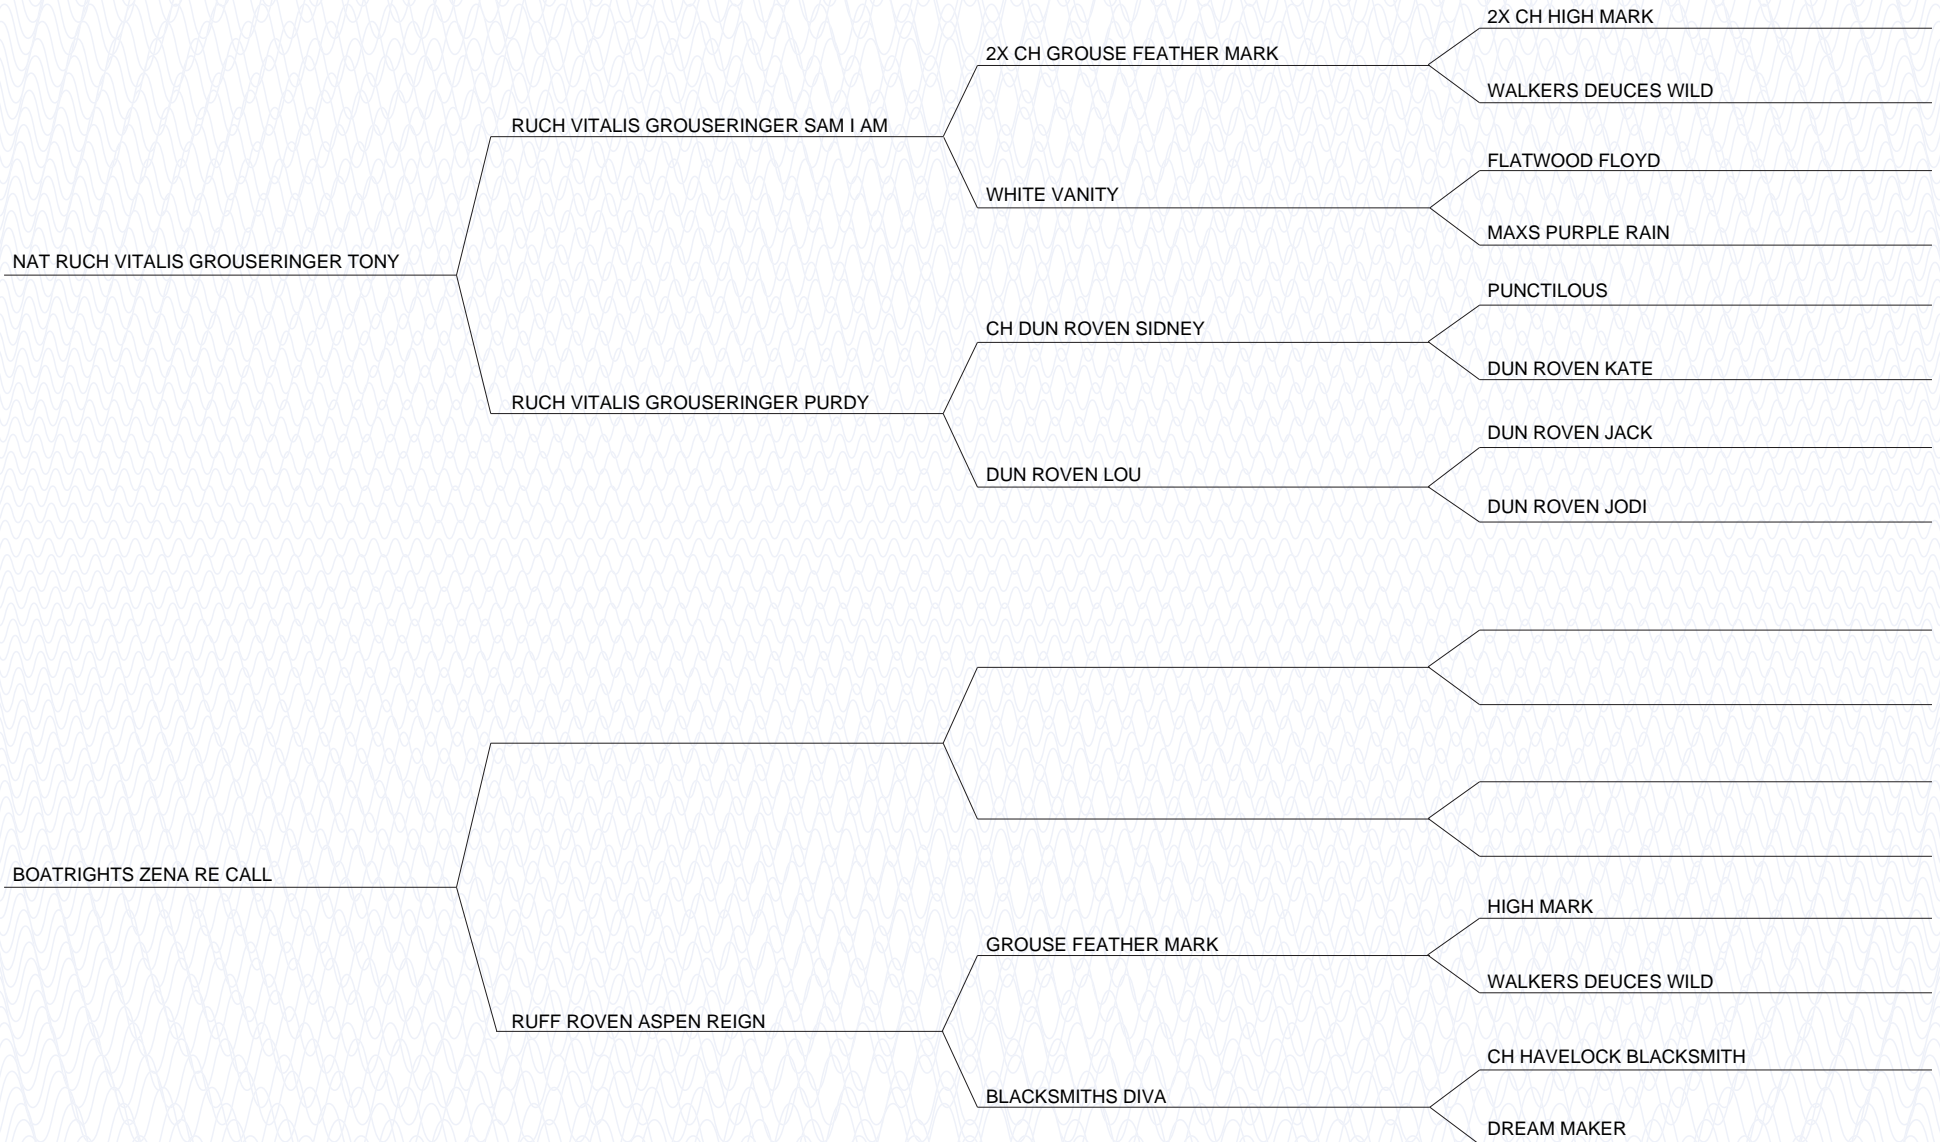 2X CH HIGH MARK
2X CH GROUSE FEATHER MARK
WALKERS DEUCES WILD
RUCH VITALIS GROUSERINGER SAM I AM
FLATWOOD FLOYD
WHITE VANITY
MAXS PURPLE RAIN
NAT RUCH VITALIS GROUSERINGER TONY
PUNCTILOUS
CH DUN ROVEN SIDNEY
DUN ROVEN KATE
RUCH VITALIS GROUSERINGER PURDY
DUN ROVEN JACK
DUN ROVEN LOU
DUN ROVEN JODI
BOATRIGHTS ZENA RE CALL
HIGH MARK
GROUSE FEATHER MARK
WALKERS DEUCES WILD
RUFF ROVEN ASPEN REIGN
CH HAVELOCK BLACKSMITH
BLACKSMITHS DIVA
DREAM MAKER